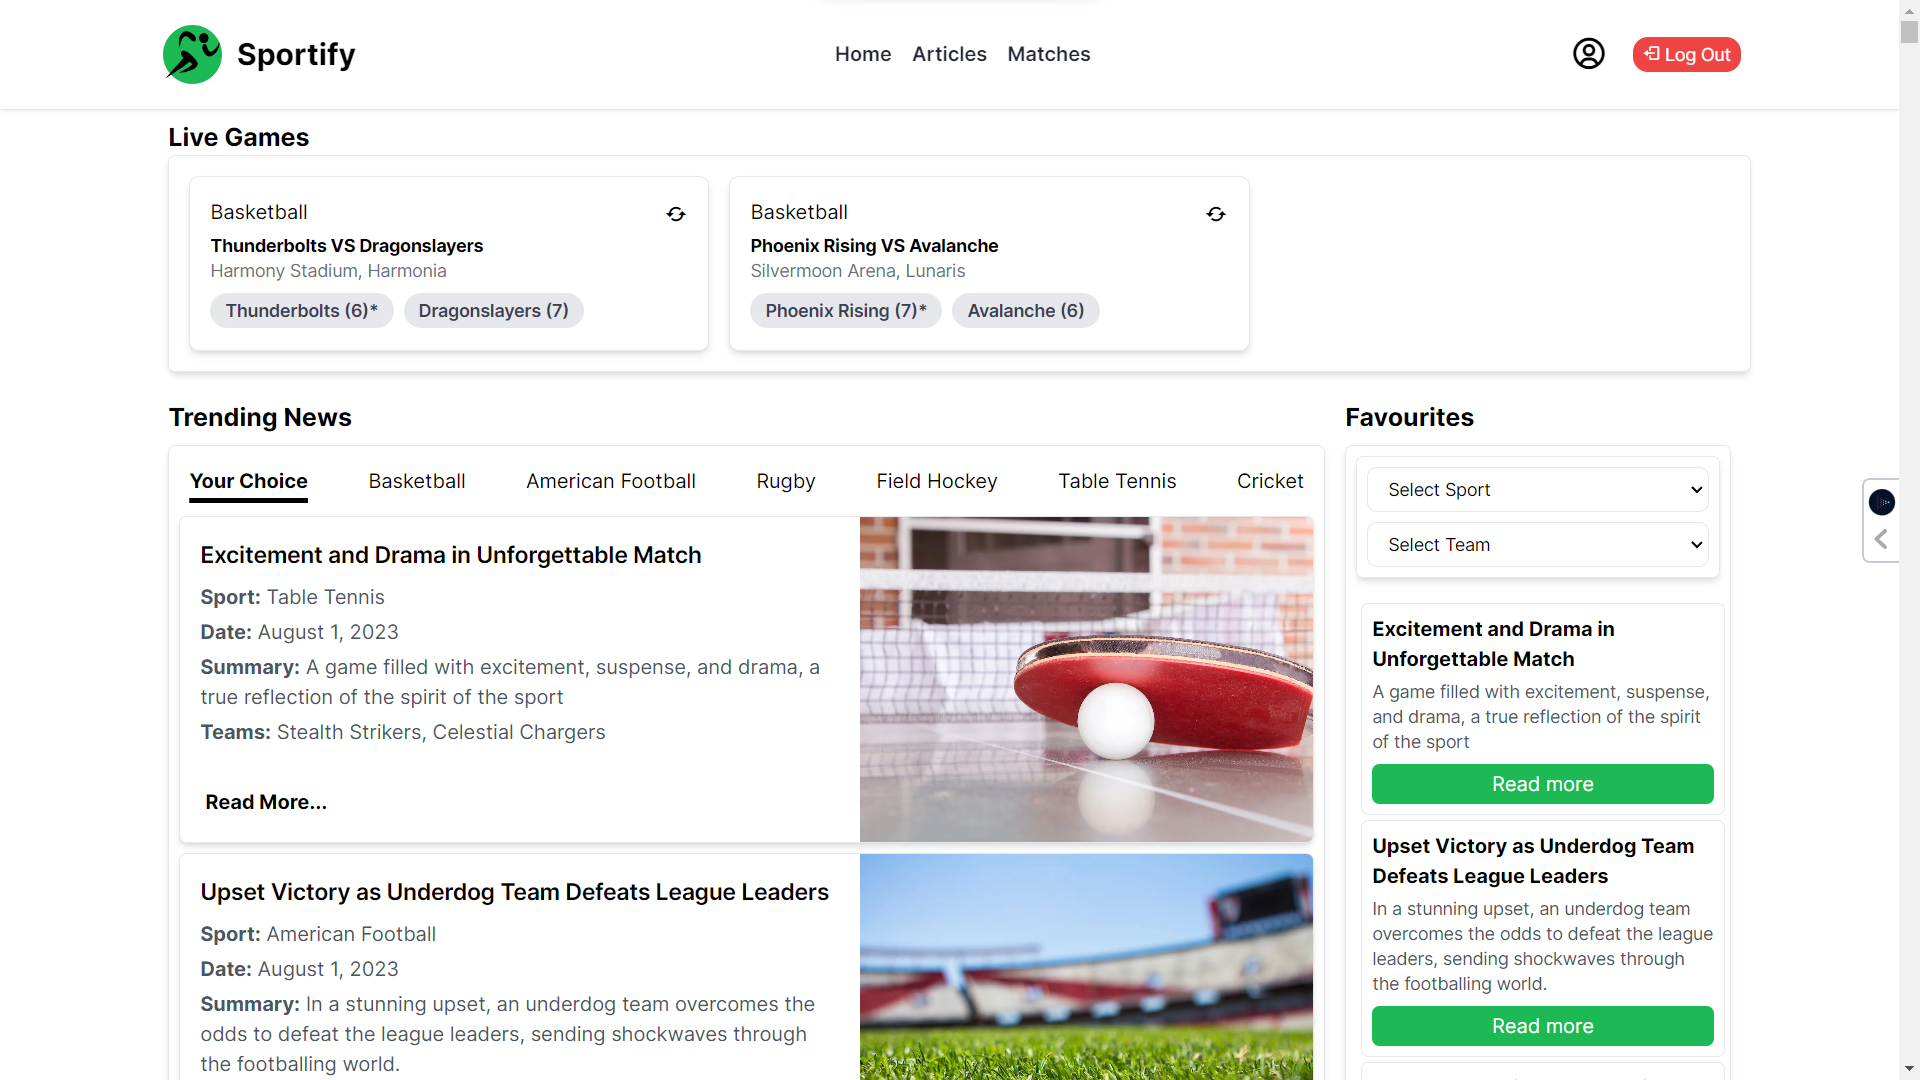 Sportify
Home Articles Matches
Log Out
Live Games
Basketball
Thunderbolts VS Dragonslayers
Harmony Stadium, Harmonia
Thunderbolts (6)* Dragonslayers (7)
Basketball
Phoenix Rising VS Avalanche
Silvermoon Arena, Lunaris
Phoenix Rising (7)* Avalanche (6)
Trending News
Your Choice Basketball American Football Rugby Field Hockey Table Tennis Cricket
Excitement and Drama in Unforgettable Match
Sport: Table Tennis
Date: August 1, 2023
Summary: A game filled with excitement, suspense, and drama, a
true reflection of the spirit of the sport
Teams: Stealth Strikers, Celestial Chargers
Read More...
Upset Victory as Underdog Team Defeats League Leaders
Sport: American Football
Date: August 1, 2023
Summary: In a stunning upset, an underdog team overcomes the
odds to defeat the league leaders, sending shockwaves through
the footballing world.
Favourites
Select Sport
Select Team
Excitement and Drama in
Unforgettable Match
A game filled with excitement, suspense,
and drama, a true reflection of the spirit
of the sport
Read more
Upset Victory as Underdog Team
Defeats League Leaders
In a stunning upset, an underdog team
overcomes the odds to defeat the league
leaders, sending shockwaves through
the footballing world.
Read more